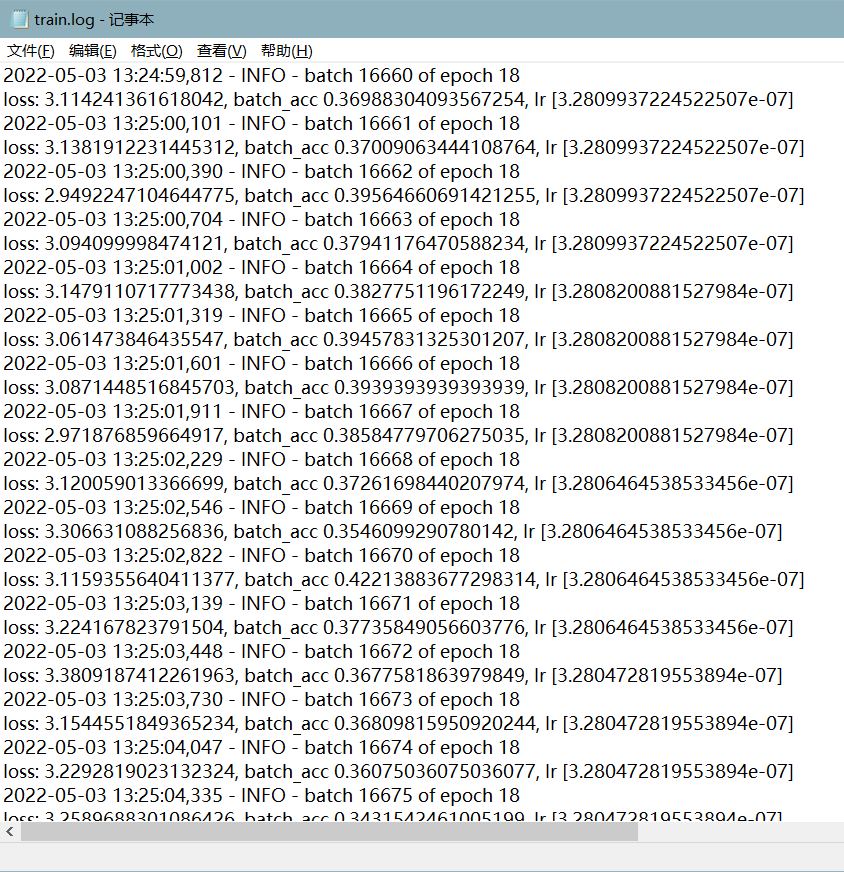 train.log - 记事本
文件(F) 编辑(E) 格式(O) 查看(V) 帮助(H)
2022-05-03 13:24:59,812 - INFO - batch 16660 of epoch 18
loss: 3.114241361618042, batch_acc 0.36988304093567254, lr [3.2809937224522507e-07]
2022-05-03 13:25:00,101 - INFO - batch 16661 of epoch 18
loss: 3.1381912231445312, batch_acc 0.37009063444108764, lr [3.2809937224522507e-07]
2022-05-03 13:25:00,390 - INFO - batch 16662 of epoch 18
loss: 2.9492247104644775, batch_acc 0.39564660691421255, lr [3.2809937224522507e-07]
2022-05-03 13:25:00,704 - INFO - batch 16663 of epoch 18
loss: 3.094099998474121, batch_acc 0.37941176470588234, lr [3.2809937224522507e-07]
2022-05-03 13:25:01,002 - INFO - batch 16664 of epoch 18
loss: 3.1479110717773438, batch_acc 0.3827751196172249, lr [3.2808200881527984e-07]
2022-05-03 13:25:01,319 - INFO - batch 16665 of epoch 18
loss: 3.061473846435547, batch_acc 0.39457831325301207, lr [3.2808200881527984e-07]
2022-05-03 13:25:01,601 - INFO - batch 16666 of epoch 18
loss: 3.0871448516845703, batch_acc 0.3939393939393939, lr [3.2808200881527984e-07]
2022-05-03 13:25:01,911 - INFO - batch 16667 of epoch 18
loss: 2.971876859664917, batch_acc 0.38584779706275035, lr [3.2808200881527984e-07]
2022-05-03 13:25:02,229 - INFO - batch 16668 of epoch 18
loss: 3.120059013366699, batch_acc 0.37261698440207974, lr [3.2806464538533456e-07]
2022-05-03 13:25:02,546 - INFO - batch 16669 of epoch 18
loss: 3.306631088256836, batch_acc 0.3546099290780142, lr [3.2806464538533456e-07]
2022-05-03 13:25:02,822 - INFO - batch 16670 of epoch 18
loss: 3.1159355640411377, batch_acc 0.42213883677298314, lr [3.2806464538533456e-07]
2022-05-03 13:25:03,139 - INFO - batch 16671 of epoch 18
loss: 3.224167823791504, batch_acc 0.37735849056603776, lr [3.2806464538533456e-07]
2022-05-03 13:25:03,448 - INFO - batch 16672 of epoch 18
loss: 3.3809187412261963, batch_acc 0.3677581863979849, lr [3.280472819553894e-07]
2022-05-03 13:25:03,730 - INFO - batch 16673 of epoch 18
loss: 3.1544551849365234, batch_acc 0.36809815950920244, lr [3.280472819553894e-07]
2022-05-03 13:25:04,047 - INFO - batch 16674 of epoch 18
loss: 3.2292819023132324, batch_acc 0.36075036075036077, lr [3.280472819553894e-07]
2022-05-03 13:25:04,335 - INFO - batch 16675 of epoch 18
loss: 3.2589688301086426, batch_acc 0.3431542461005199, lr [3.280472819553894e-07]